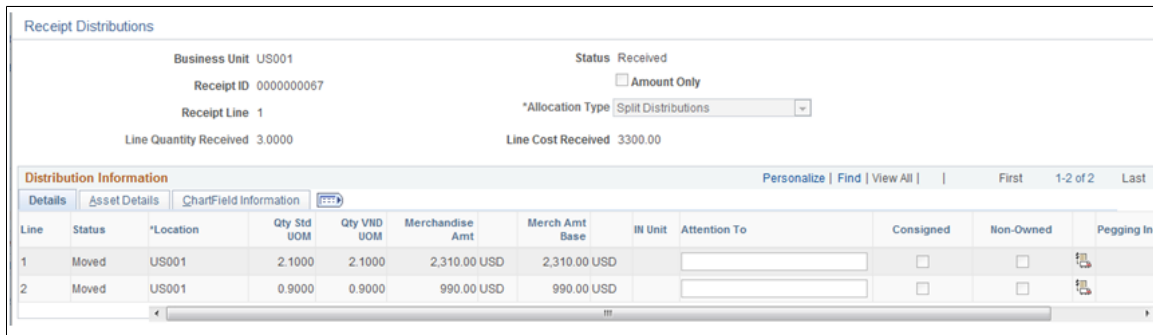 Receipt Distributions
Business Unit US001 Status Received
Receipt ID 0000000067 Amount Only
Receipt Line 1 *Allocation Type Split Distributions
Line Quantity Received 3.0000 Line Cost Received 3300.00
Distribution Information Personalize | Find | View All | | First 1-2 of 2 Last
Details Asset Details ChartField Information
Line Status *Location Qty Std UOM Qty VND UOM Merchandise Amt Merch Amt Base IN Unit Attention To Consigned Non-Owned Pegging In
1 Moved US001 2.1000 2.1000 2,310.00 USD 2,310.00 USD
2 Moved US001 0.9000 0.9000 990.00 USD 990.00 USD